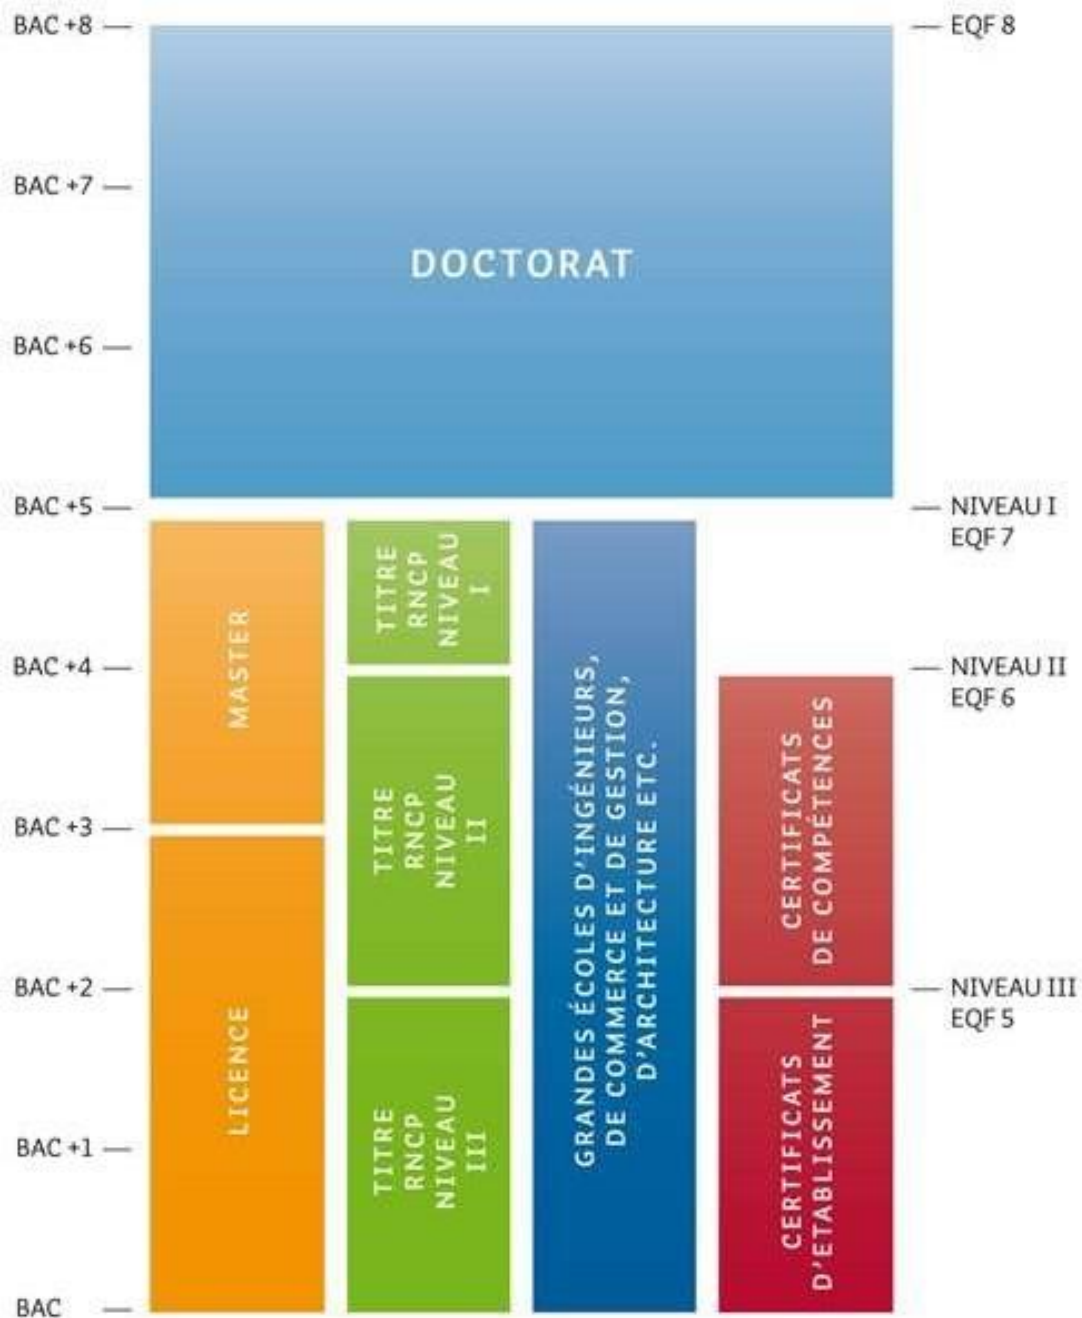 BAC +8
EQF 8
BAC +7
DOCTORAT
BAC +6
BAC +5
NIVEAU I
EQF 7
MASTER
TITRE
RNCP
NIVEAU
I
GRANDES ÉCOLES D'INGÉNIEURS,
DE COMMERCE ET DE GESTION,
D'ARCHITECTURE ETC.
BAC +4
NIVEAU II
EQF 6
TITRE
RNCP
NIVEAU
II
CERTIFICATS
DE COMPÉTENCES
BAC +3
LICENCE
BAC +2
NIVEAU III
EQF 5
TITRE
RNCP
NIVEAU
III
CERTIFICATS
D'ETABLISSEMENT
BAC +1
BAC